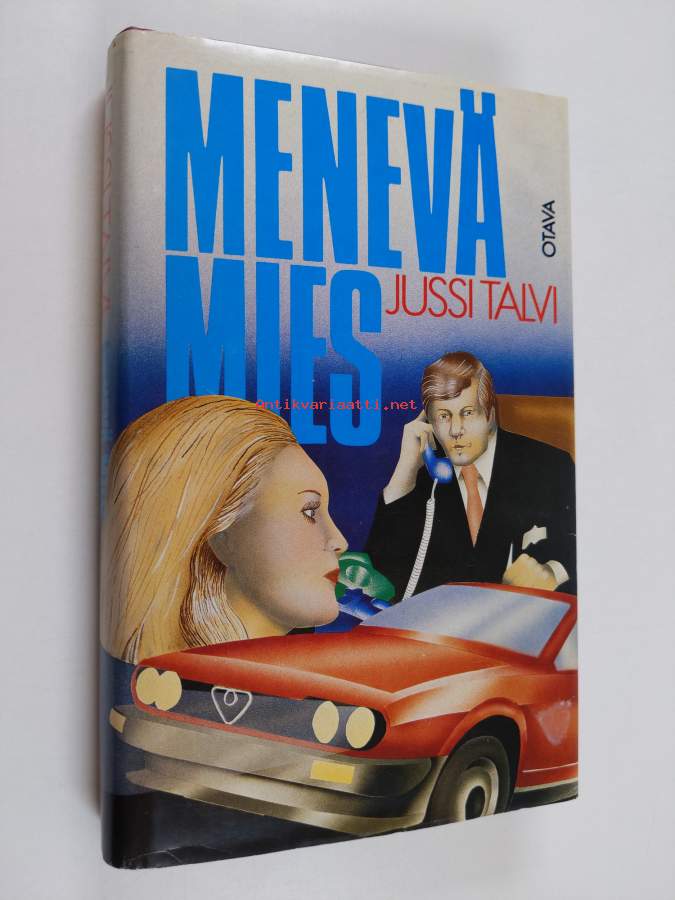 MENEVÄ
MIES
JUSSI TALVI
OTAVA
Antikvariaatti.net